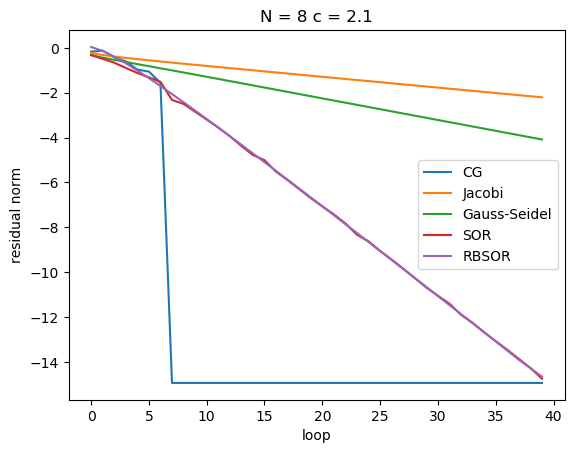 N = 8 c = 2.1
residual norm
0
−2
−4
−6
−8
−10
−12
−14
CG
Jacobi
Gauss-Seidel
SOR
RBSOR
0 5 10 15 20 25 30 35 40
loop